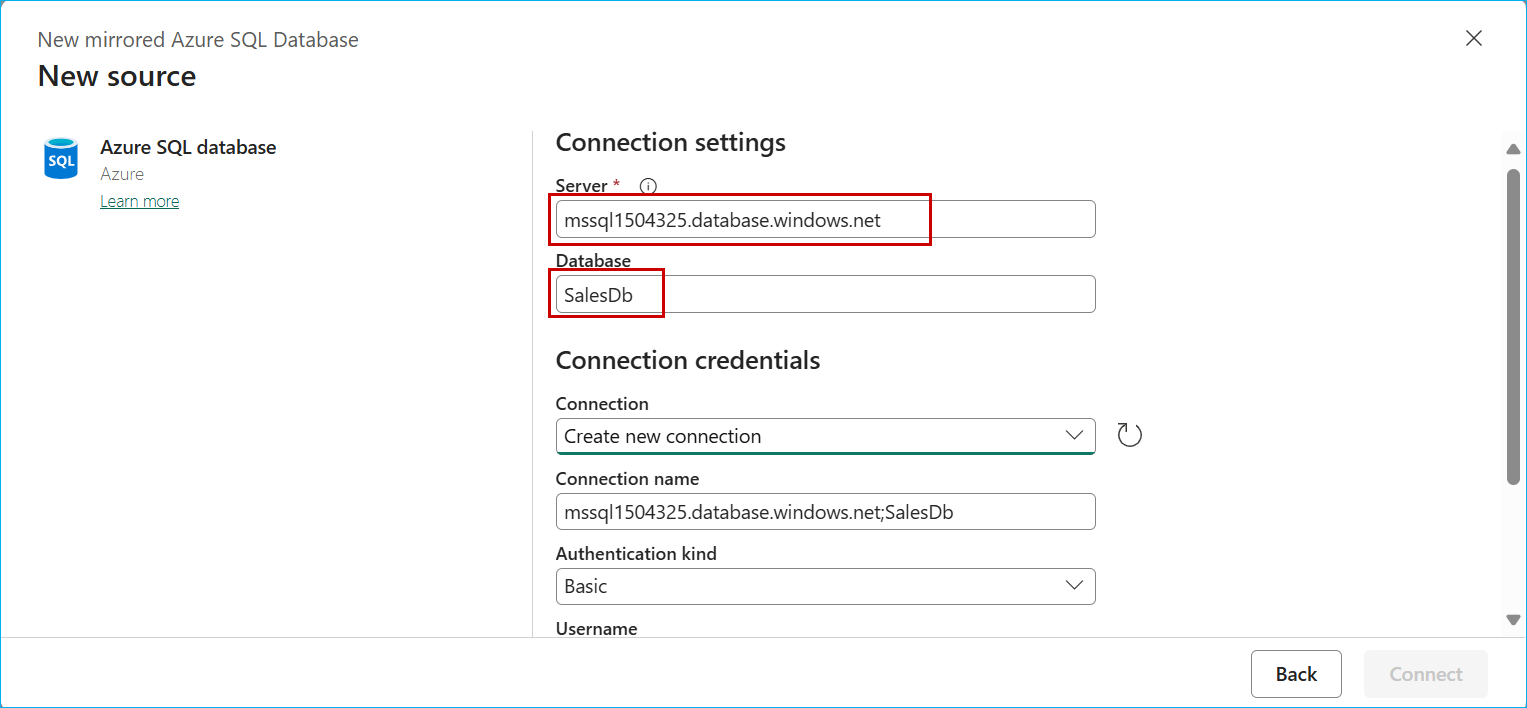 New mirrored Azure SQL Database
New source
SQL
Azure SQL database
Azure
Learn more
Connection settings
Server *
mssql1504325.database.windows.net
Database
SalesDb
Connection credentials
Connection
Create new connection
Connection name
mssql1504325.database.windows.net;SalesDb
Authentication kind
Basic
Username
Back
Connect